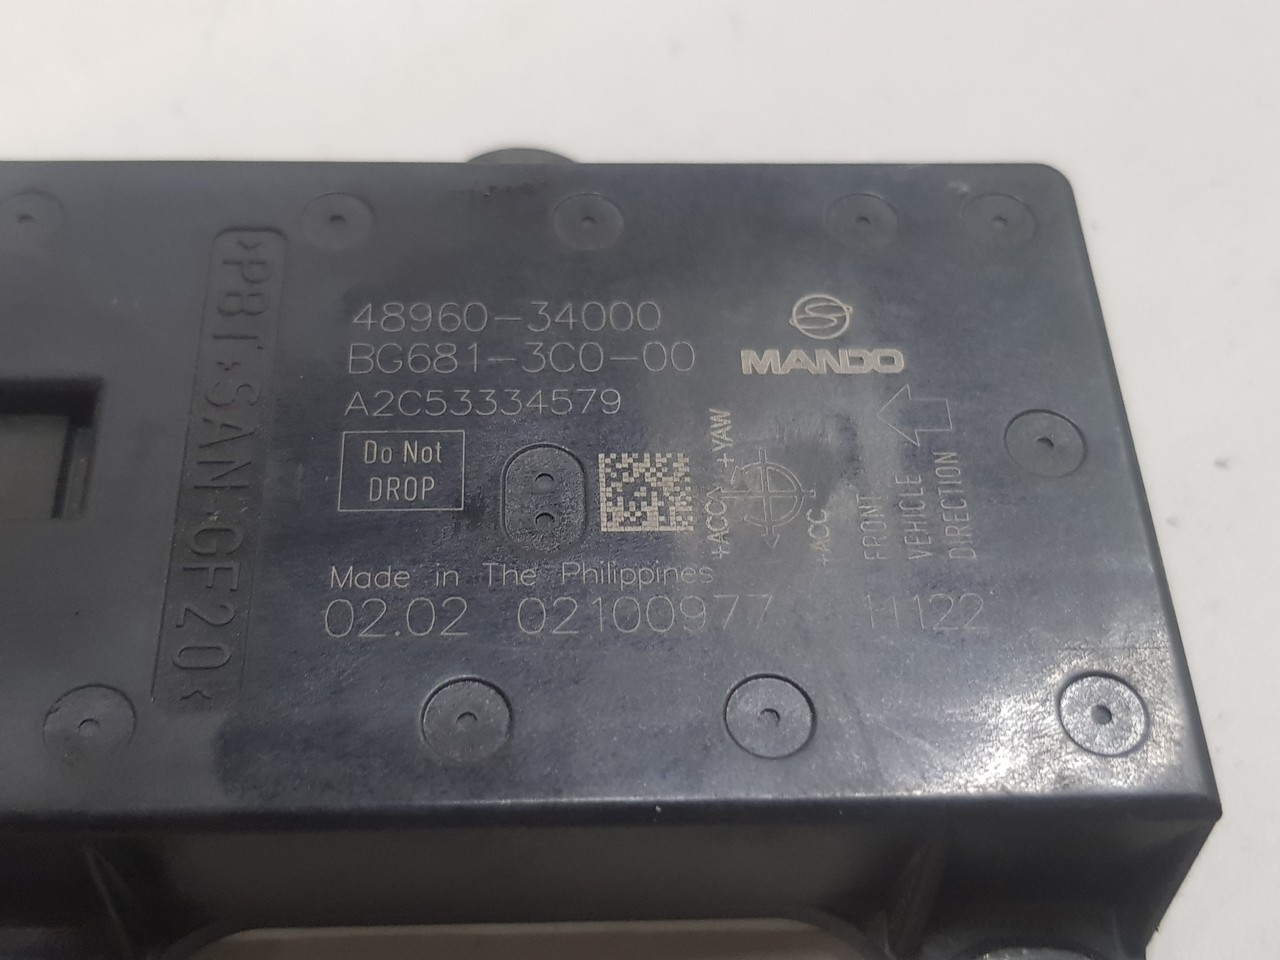 >PBT,SAN-GF20<
48960-34000
BG681-3C0-00
A2C53334579
MANDO
Do Not
DROP
+ACC
+YAW
+ACC
FRONT
VEHICLE
DIRECTION
Made in The Philippines
02.02 02100977 11122